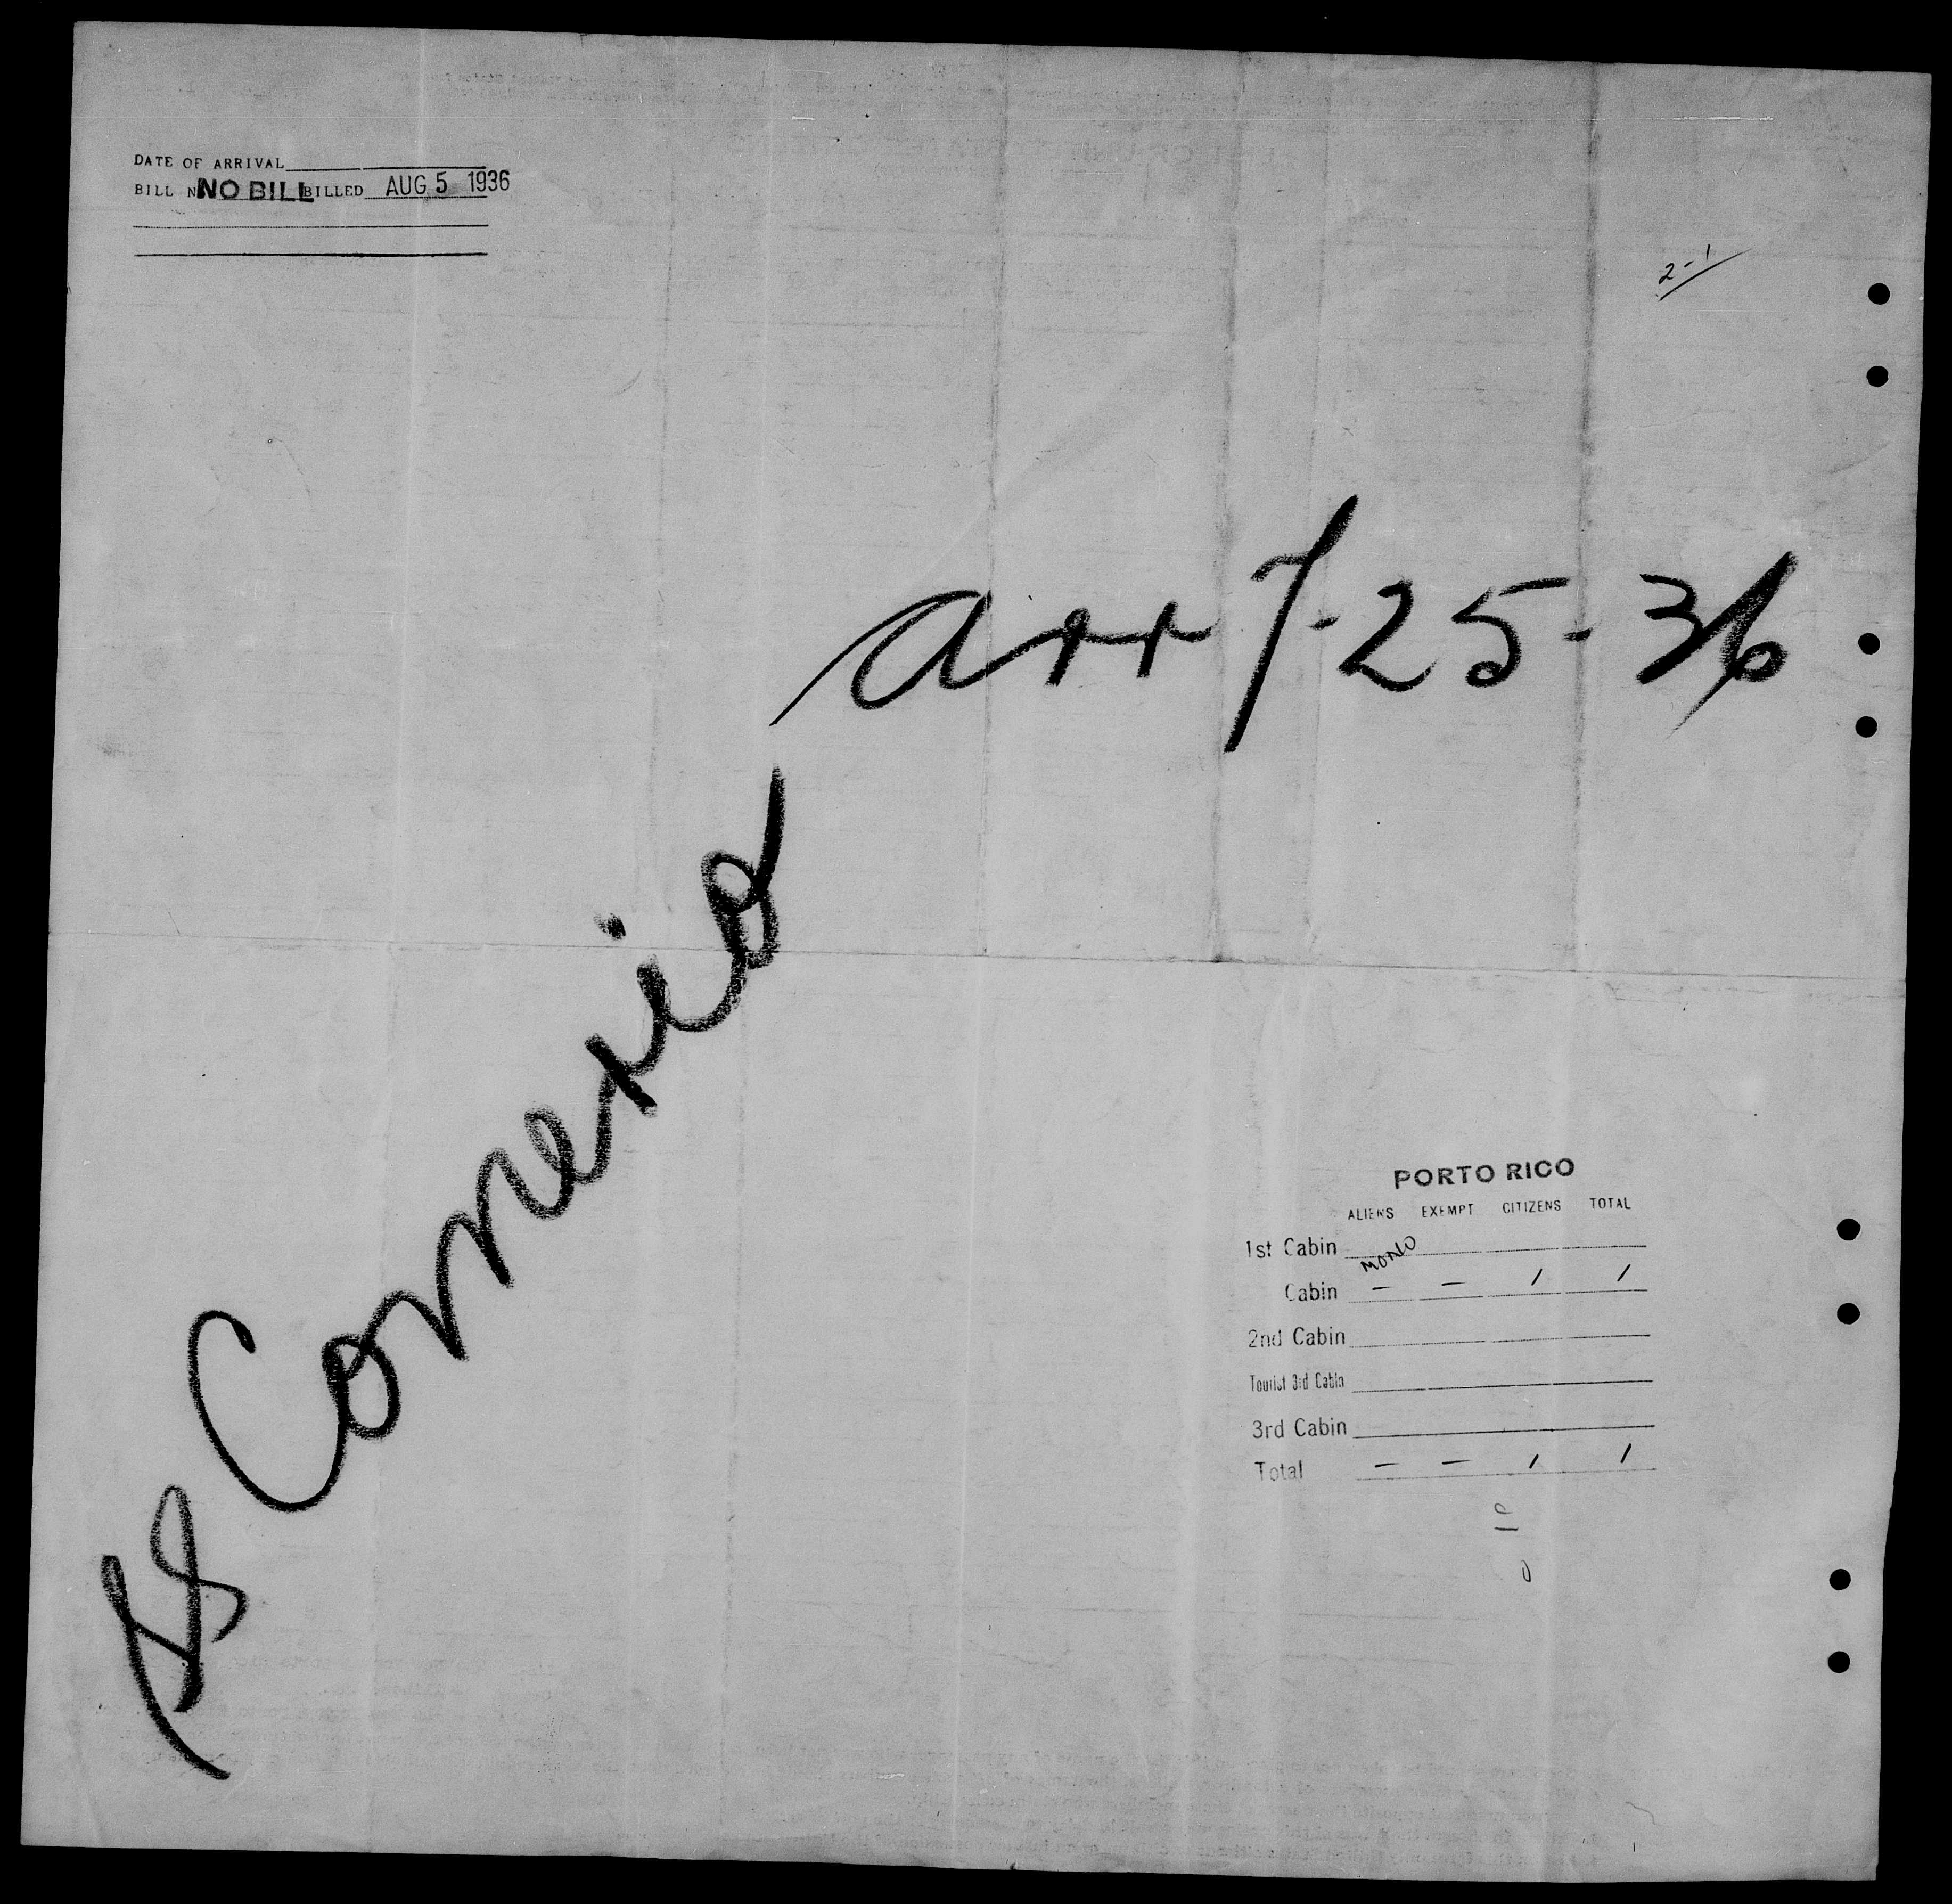 DATE OF ARRIVAL
BILL N NO BILL BILLED AUG 5 1936
2-1
arr 7-25-36
SS Comerio
PORTO RICO
ALIENS EXEMPT CITIZENS TOTAL
1st Cabin
MONO
Cabin — — 1 1
2nd Cabin
Tourist 3rd Cabin
3rd Cabin
Total — — 1 1